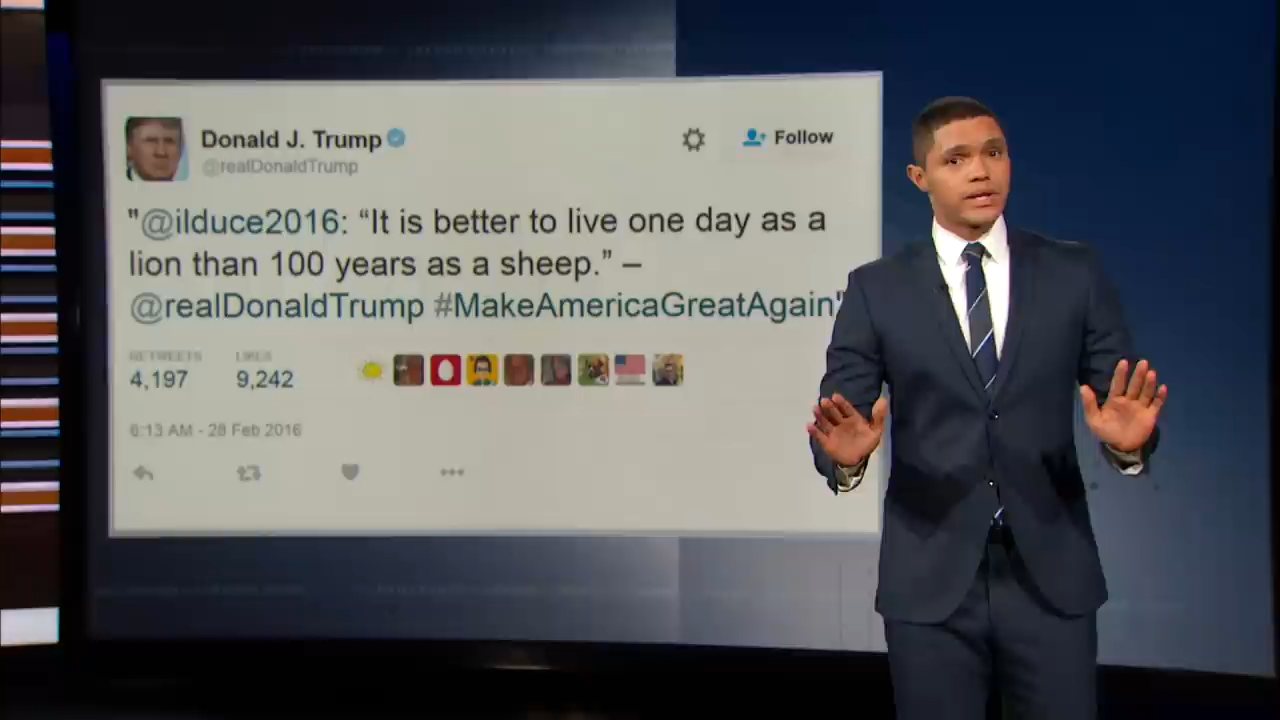 Donald J. Trump
@realDonaldTrump
Follow
"@ilduce2016: “It is better to live one day as a
lion than 100 years as a sheep.” –
@realDonaldTrump #MakeAmericaGreatAgain"
RETWEETS LIKES
4,197 9,242
6:13 AM - 28 Feb 2016